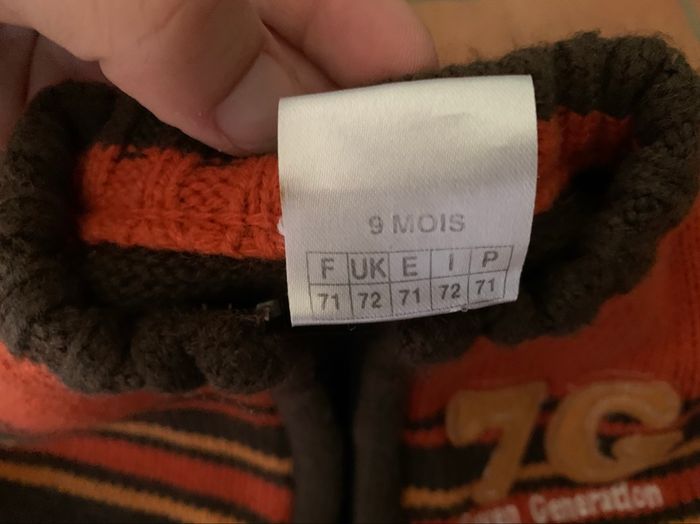 9 MOIS
F UK E I P
71 72 71 72 71
7G
Generation